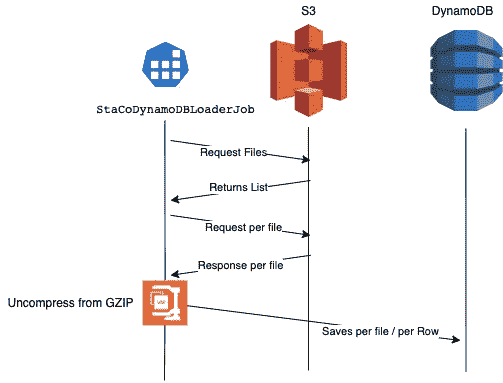 S3
DynamoDB
StaCoDynamoDBLoaderJob
Request Files
Returns List
Request per file
Response per file
Uncompress from GZIP
Saves per file / per Row